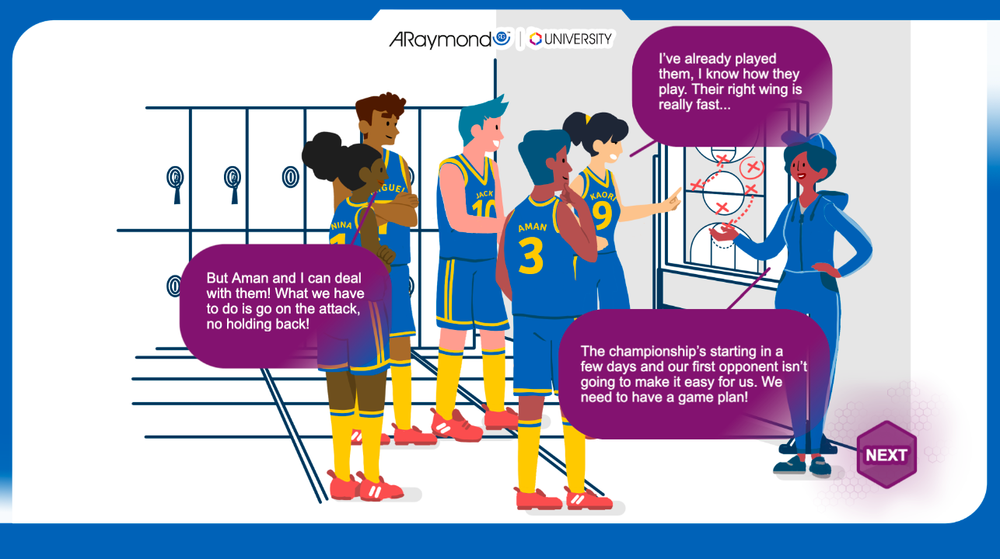 ARaymond | UNIVERSITY
I've already played
them, I know how they
play. Their right wing is
really fast...
JACK
10
KAORI
9
NINA
AMAN
3
But Aman and I can deal
with them! What we have
to do is go on the attack,
no holding back!
The championship's starting in a
few days and our first opponent isn't
going to make it easy for us. We
need to have a game plan!
NEXT